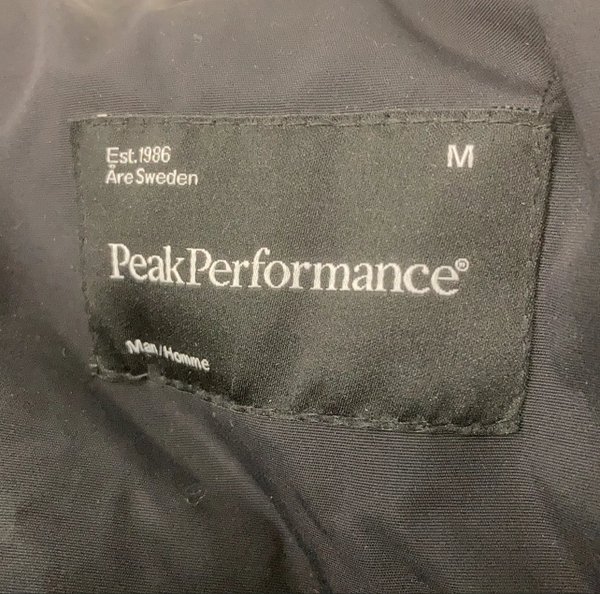 Est.1986
M
Åre Sweden
PeakPerformance®
Man/Homme